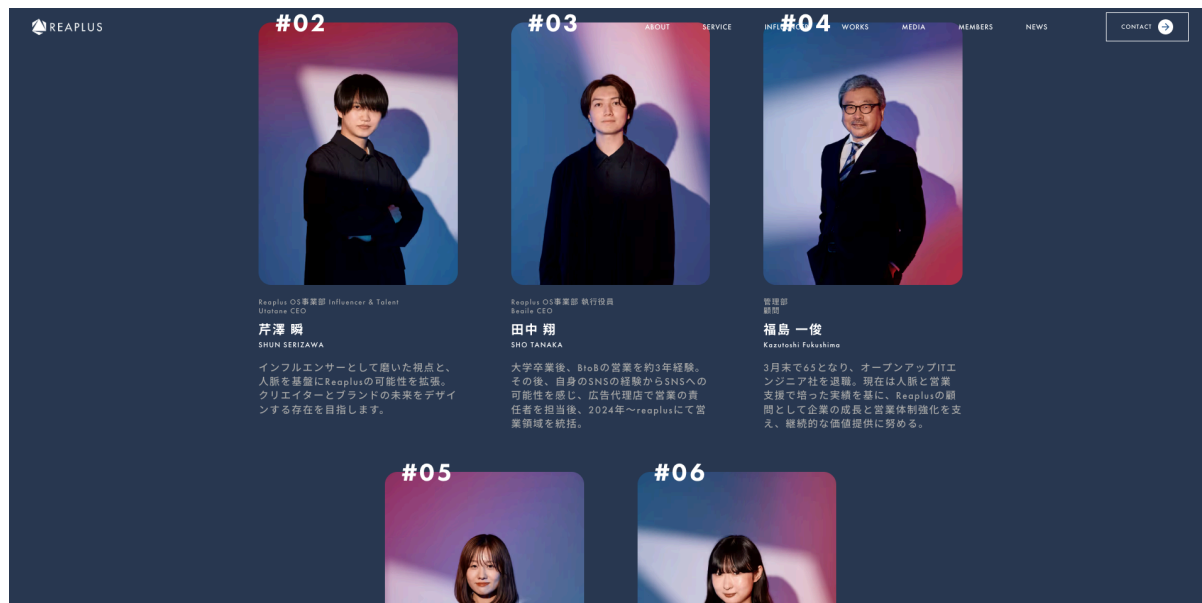 REAPLUS
ABOUT
SERVICE
WORKS
MEDIA
MEMBERS
NEWS
CONTACT
#02
Reaplus OS事業部 Influencer & Talent
Utatane CEO
芹澤 瞬
SHUN SERIZAWA
インフルエンサーとして磨いた視点と、
人脈を基盤にReaplusの可能性を拡張。
クリエイターとブランドの未来をデザイ
ンする存在を目指します。
#03
Reaplus OS事業部 執行役員
Beaile CEO
田中 翔
SHO TANAKA
大学卒業後、BtoBの営業を約3年経験。
その後、自身のSNSの経験からSNSへの
可能性を感じ、広告代理店で営業の責
任者を担当後、2024年〜reaplusにて営
業領域を統括。
#04
管理部
顧問
福島 一俊
Kazutoshi Fukushima
3月末で65となり、オープンアップITエ
ンジニア社を退職。現在は人脈と営業
支援で培った実績を基に、Reaplusの顧
問として企業の成長と営業体制強化を支
え、継続的な価値提供に努める。
#05
#06